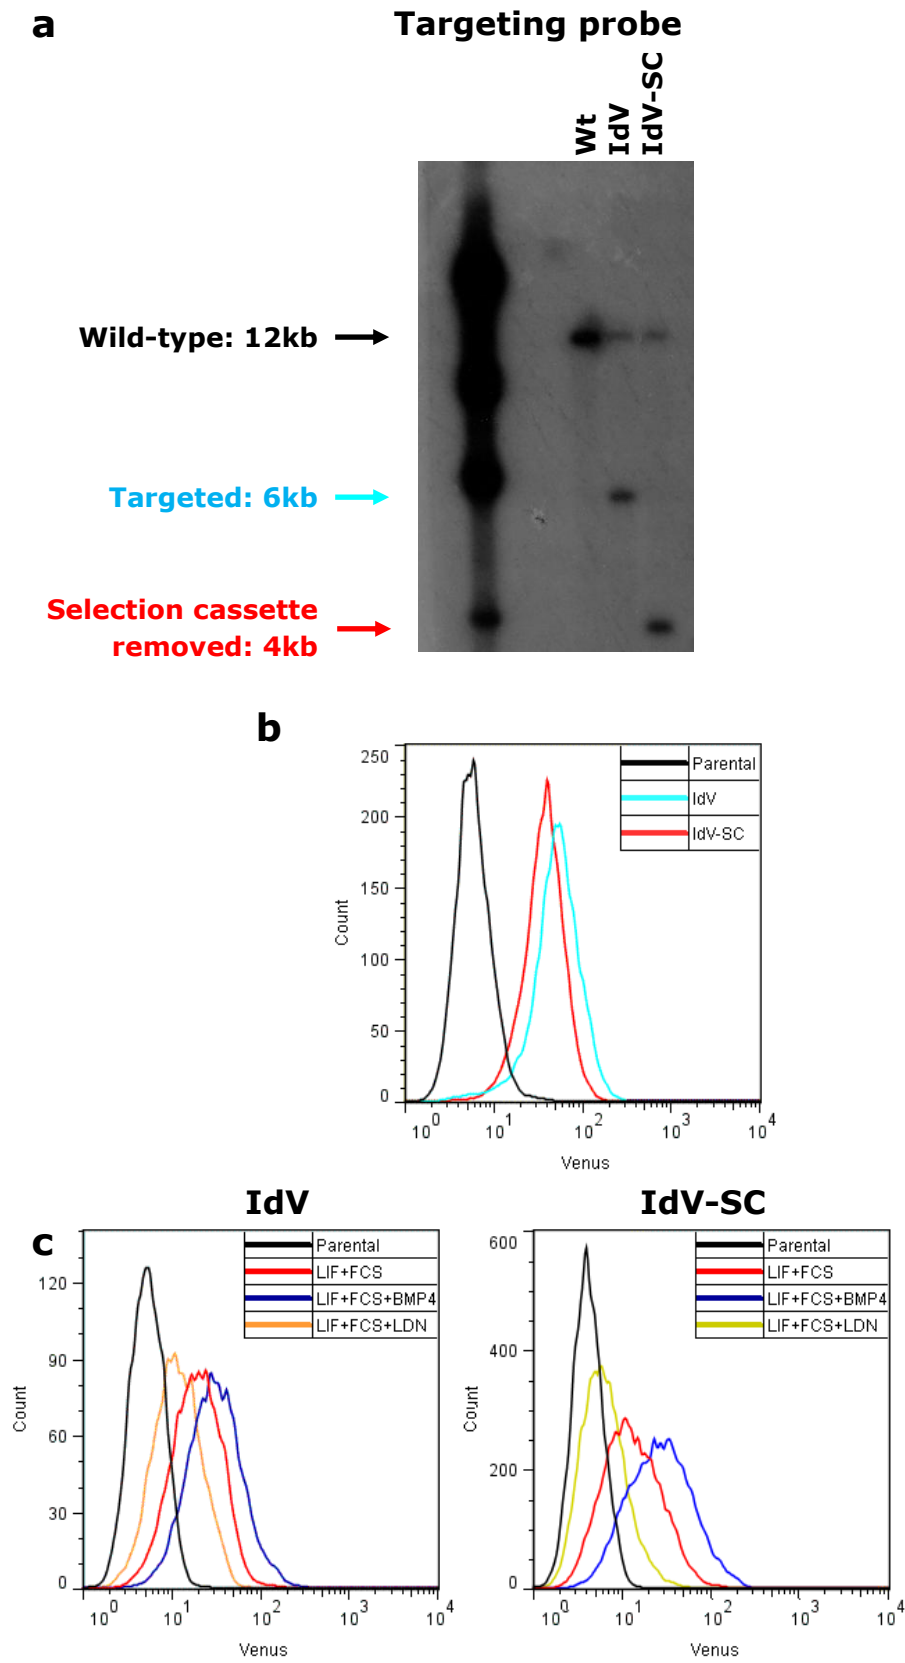 a
Targeting probe
Wt
IdV
IdV-SC
Wild-type: 12kb
Targeted: 6kb
Selection cassette
removed: 4kb
b
250
200
150
100
50
0
Count
Parental
IdV
IdV-SC
10^0 10^1 10^2 10^3 10^4
Venus
c
IdV
120
90
60
30
0
Count
Parental
LIF+FCS
LIF+FCS+BMP4
LIF+FCS+LDN
10^0 10^1 10^2 10^3 10^4
Venus
IdV-SC
600
400
200
0
Count
Parental
LIF+FCS
LIF+FCS+BMP4
LIF+FCS+LDN
10^0 10^1 10^2 10^3 10^4
Venus